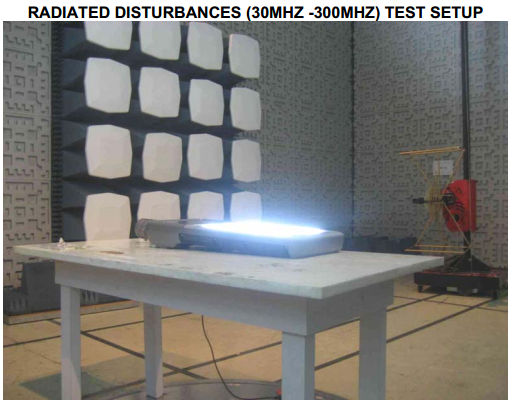 RADIATED DISTURBANCES (30MHZ -300MHZ) TEST SETUP